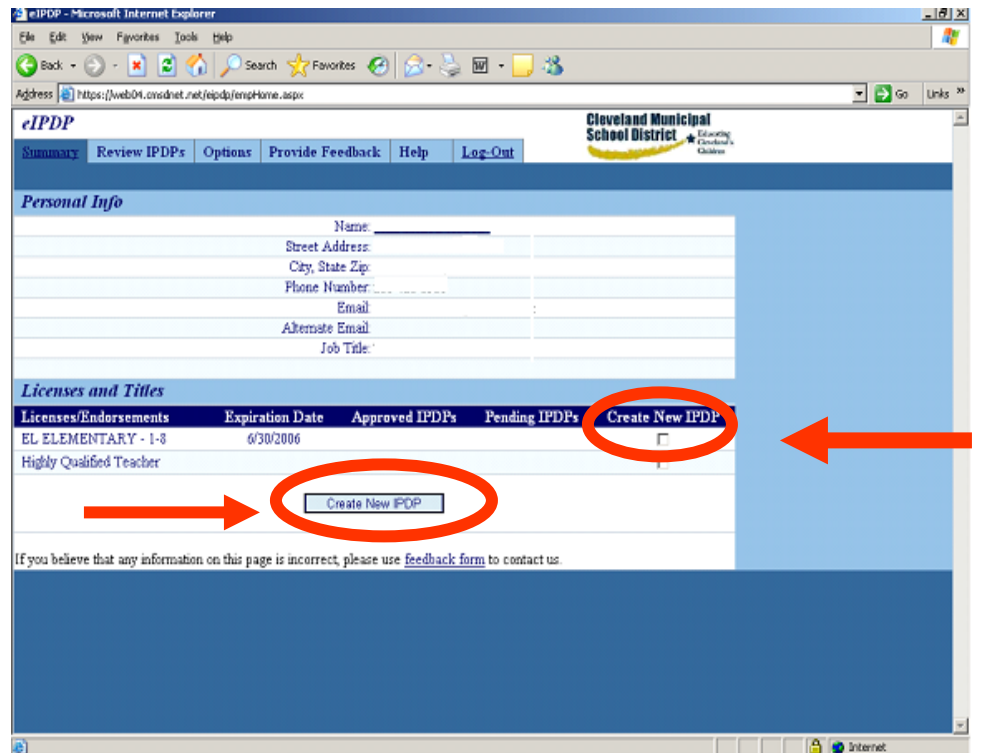 eIPDP - Microsoft Internet Explorer
File Edit View Favorites Tools Help
Back Search Favorites
Address https://web04.cmsdnet.net/eipdp/empHome.aspx Go Links »
eIPDP
Cleveland Municipal
School District
Educating
Cleveland's
Children
Summary Review IPDPs Options Provide Feedback Help Log-Out
Personal Info
Name:
Street Address:
City, State Zip:
Phone Number:
Email:
Alternate Email:
Job Title:
Licenses and Titles
Licenses/Endorsements Expiration Date Approved IPDPs Pending IPDPs Create New IPDP
EL ELEMENTARY - 1-8 6/30/2006
Highly Qualified Teacher
Create New IPDP
If you believe that any information on this page is incorrect, please use feedback form to contact us.
Internet